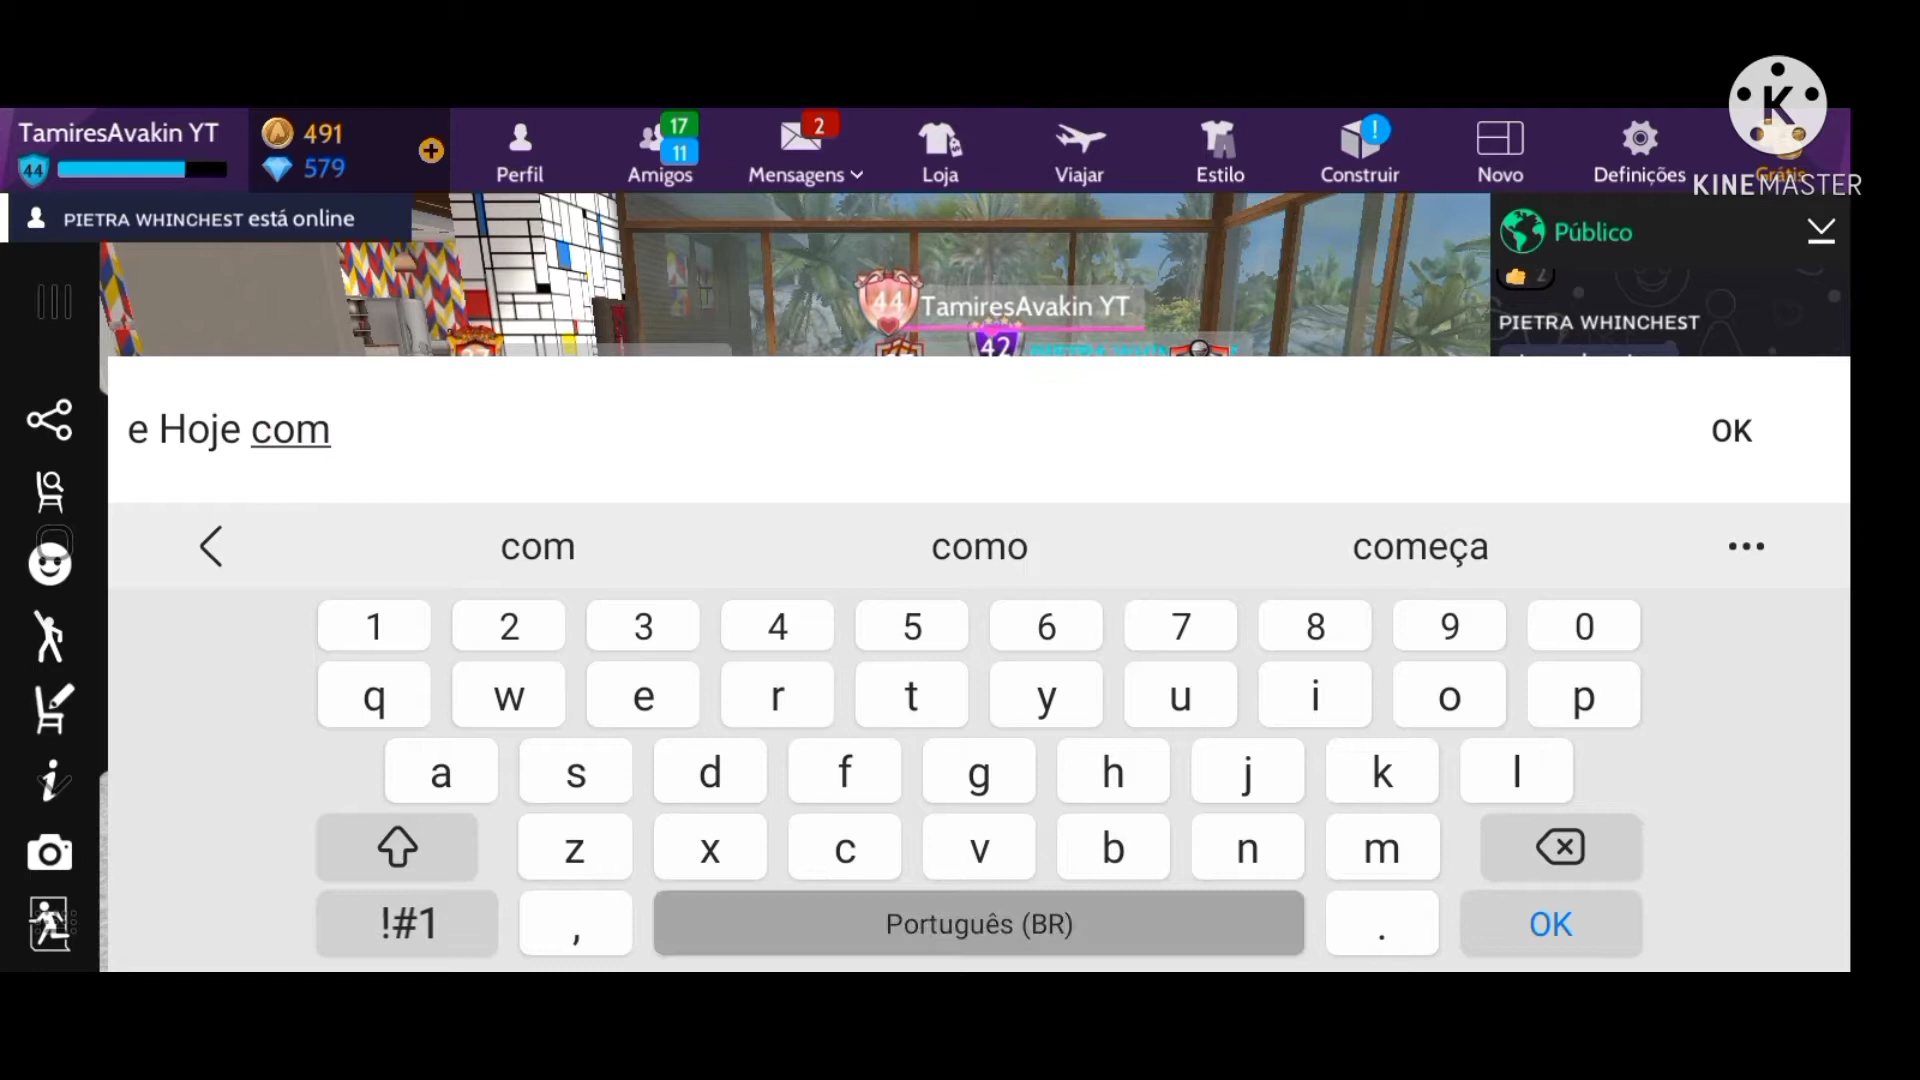 TamiresAvakin YT
44
491
579
Perfil
17
11
Amigos
2
Mensagens
Loja
Viajar
Estilo
!
Construir
Novo
Definições
Grátis
K
KINEMASTER
PIETRA WHINCHEST está online
Público
2
PIETRA WHINCHEST
44 TamiresAvakin YT
42
e Hoje com
OK
com como começa
1 2 3 4 5 6 7 8 9 0
q w e r t y u i o p
a s d f g h j k l
z x c v b n m
!#1 , Português (BR) . OK